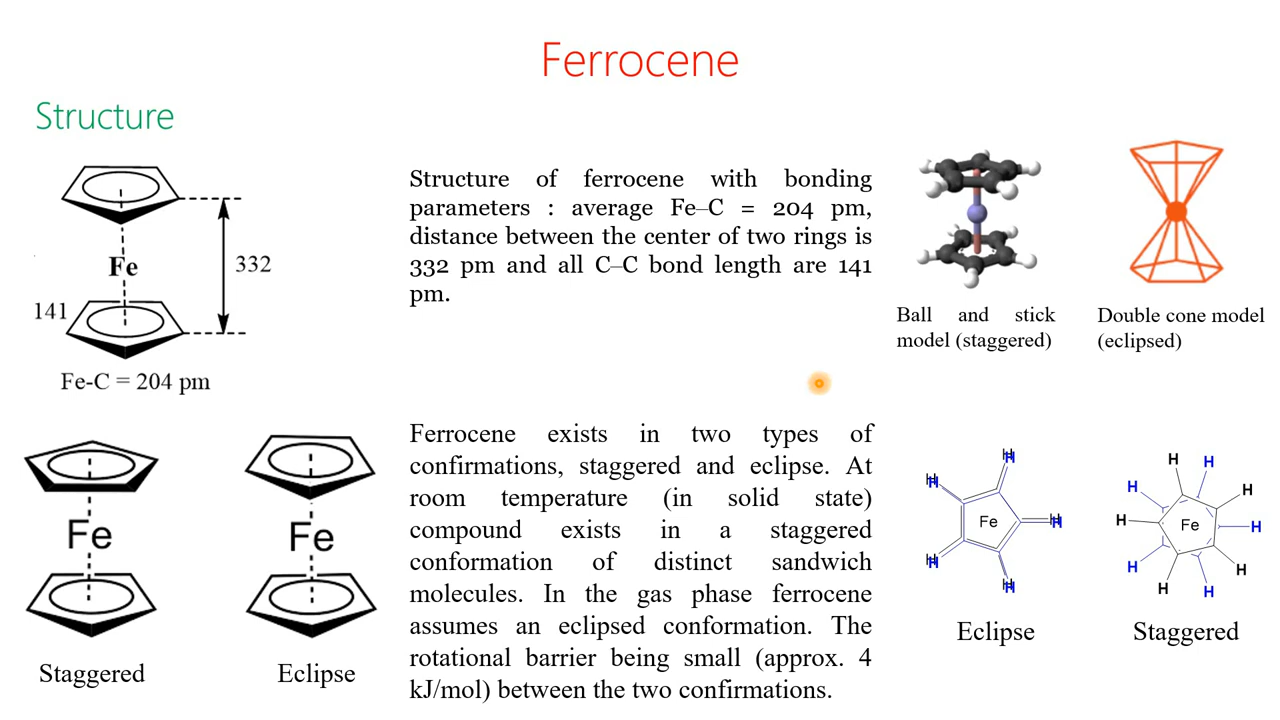 Ferrocene
Structure
Fe
332
141
Fe-C = 204 pm
Structure of ferrocene with bonding
parameters : average Fe–C = 204 pm,
distance between the center of two rings is
332 pm and all C–C bond length are 141
pm.
Ball and stick
model (staggered)
Double cone model
(eclipsed)
Fe
Staggered
Fe
Eclipse
Ferrocene exists in two types of
confirmations, staggered and eclipse. At
room temperature (in solid state)
compound exists in a staggered
conformation of distinct sandwich
molecules. In the gas phase ferrocene
assumes an eclipsed conformation. The
rotational barrier being small (approx. 4
kJ/mol) between the two confirmations.
H H
H H
Fe
H H
H H
H H
Eclipse
H H
H H
H Fe H
H H
H H
Staggered